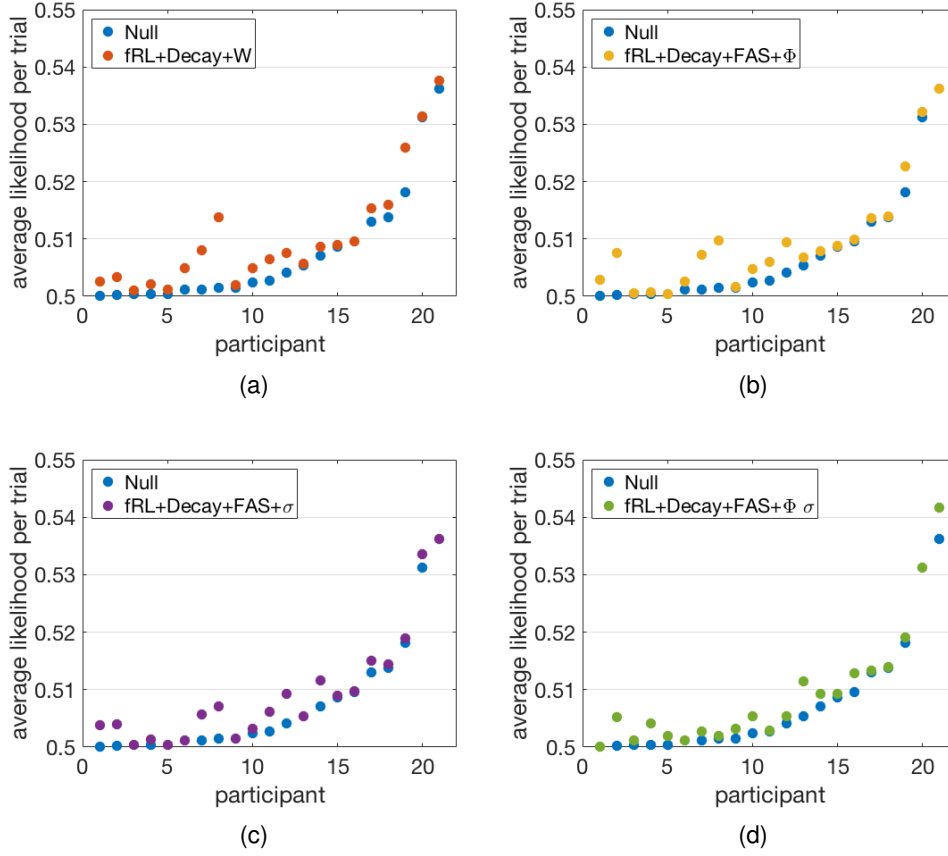 0.55
0.54
0.53
0.52
0.51
0.5
average likelihood per trial
Null
fRL+Decay+W
0 5 10 15 20
participant
(a)
0.55
0.54
0.53
0.52
0.51
0.5
average likelihood per trial
Null
fRL+Decay+FAS+Φ
0 5 10 15 20
participant
(b)
0.55
0.54
0.53
0.52
0.51
0.5
average likelihood per trial
Null
fRL+Decay+FAS+σ
0 5 10 15 20
participant
(c)
0.55
0.54
0.53
0.52
0.51
0.5
average likelihood per trial
Null
fRL+Decay+FAS+Φ σ
0 5 10 15 20
participant
(d)